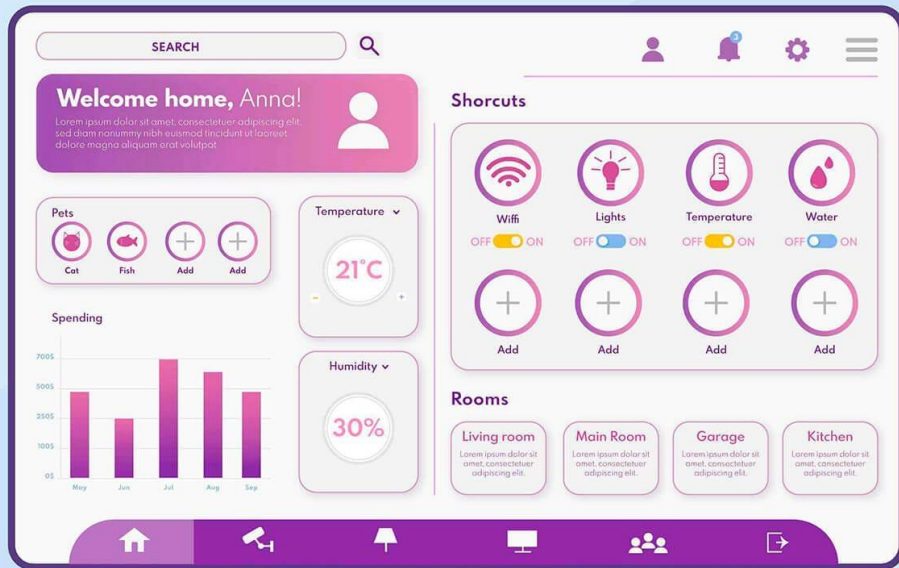 SEARCH
3
Welcome home, Anna!
Lorem ipsum dolor sit amet, consectetuer adipiscing elit,
sed diam nonummy nibh euismod tincidunt ut laoreet
dolore magna aliquam erat volutpat
Shorcuts
Wiffi
Lights
Temperature
Water
OFF ON
OFF ON
OFF ON
OFF ON
Add
Add
Add
Add
Pets
Cat
Fish
Add
Add
Temperature
21°C
- +
Spending
700$
500$
250$
100$
0$
May
Jun
Jul
Aug
Sep
Humidity
30%
Rooms
Living room
Lorem ipsum dolor sit
amet, consectetuer
adipiscing elit.
Main Room
Lorem ipsum dolor sit
amet, consectetuer
adipiscing elit.
Garage
Lorem ipsum dolor sit
amet, consectetuer
adipiscing elit.
Kitchen
Lorem ipsum dolor sit
amet, consectetuer
adipiscing elit.